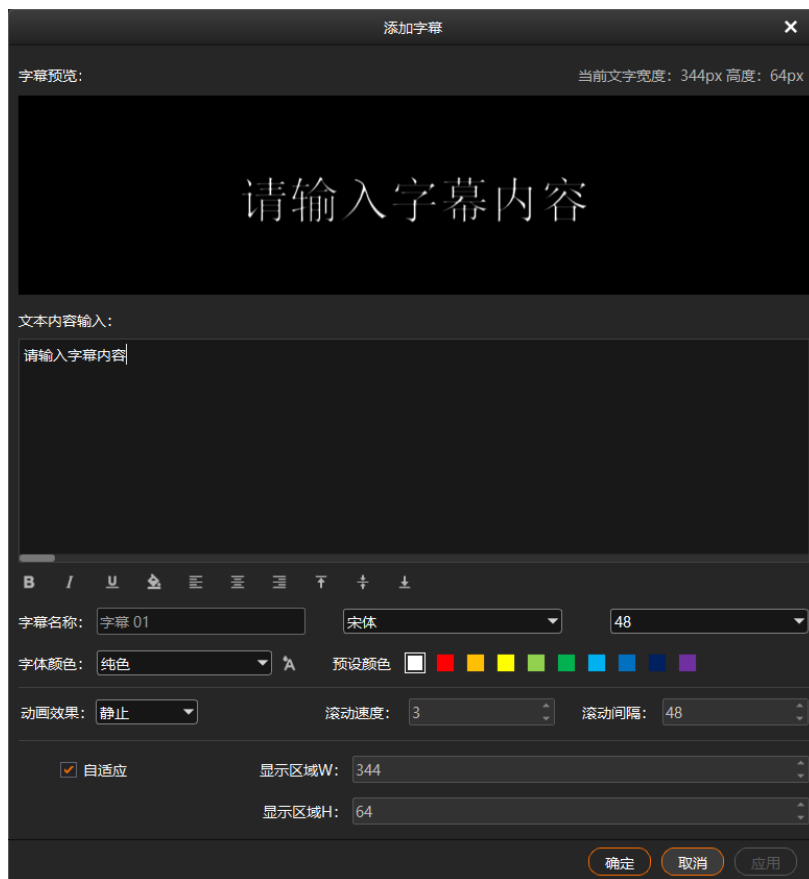 添加字幕
字幕预览： 当前文字宽度：344px 高度：64px
请输入字幕内容
文本内容输入：
请输入字幕内容
B I U
字幕名称： 字幕 01 宋体 48
字体颜色： 纯色 A 预设颜色
动画效果： 静止 滚动速度： 3 滚动间隔： 48
自适应 显示区域W： 344
显示区域H： 64
确定 取消 应用